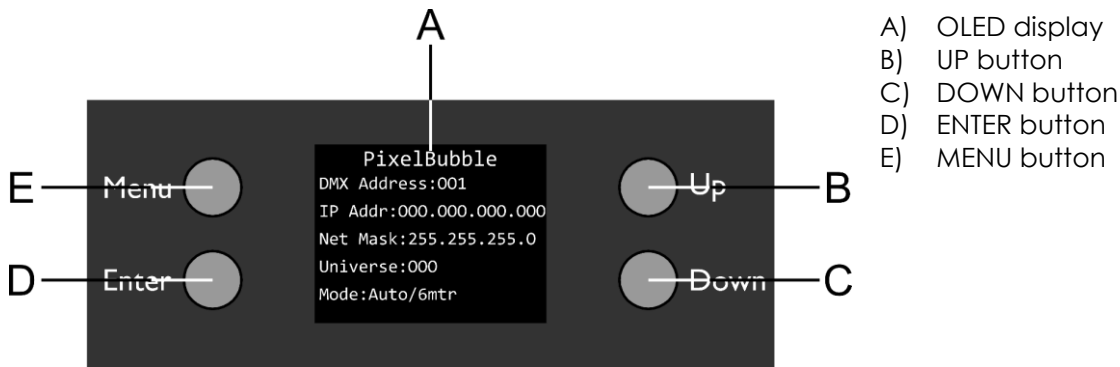 A
A) OLED display
B) UP button
C) DOWN button
D) ENTER button
E) MENU button
PixelBubble
DMX Address:001
IP Addr:000.000.000.000
Net Mask:255.255.255.0
Universe:000
Mode:Auto/6mtr
E Menu
Up B
D Enter
Down C